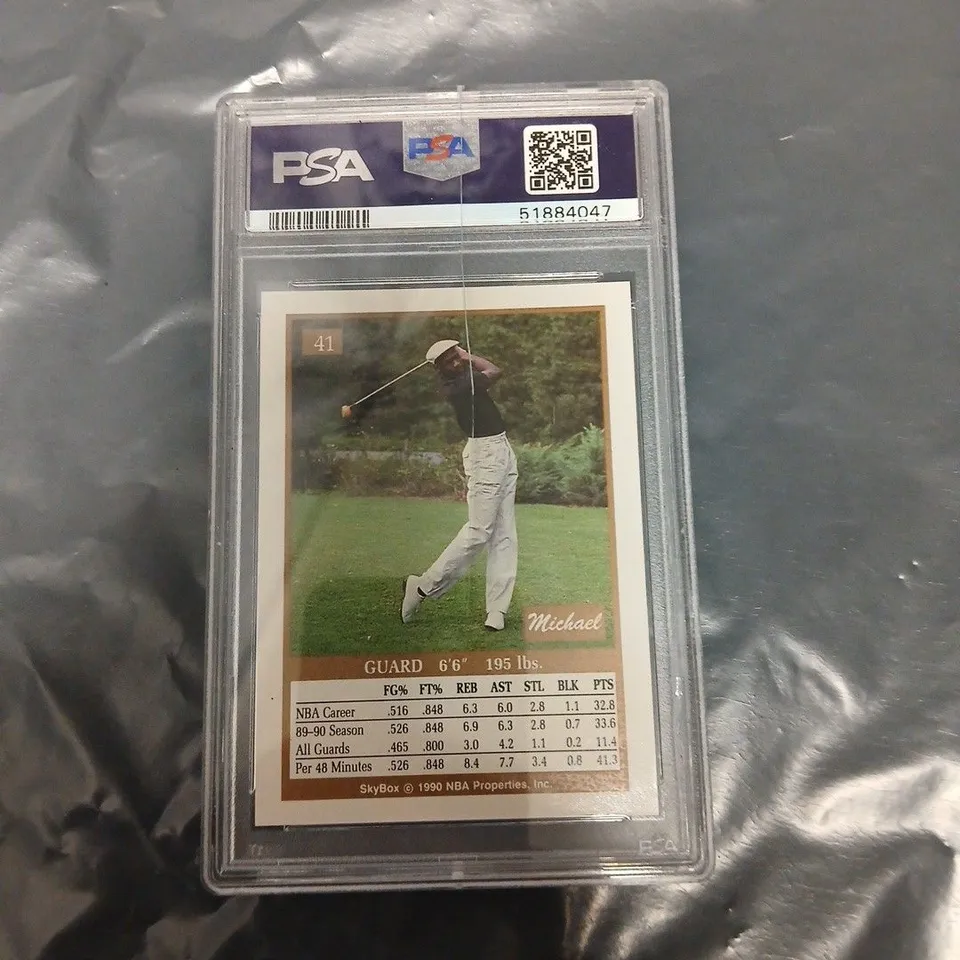 PSA PSA
51884047
41
Michael
GUARD 6'6" 195 lbs.
FG% FT% REB AST STL BLK PTS
NBA Career .516 .848 6.3 6.0 2.8 1.1 32.8
89-90 Season .526 .848 6.9 6.3 2.8 0.7 33.6
All Guards .465 .800 3.0 4.2 1.1 0.2 11.4
Per 48 Minutes .526 .848 8.4 7.7 3.4 0.8 41.3
SkyBox © 1990 NBA Properties, Inc.
PSA